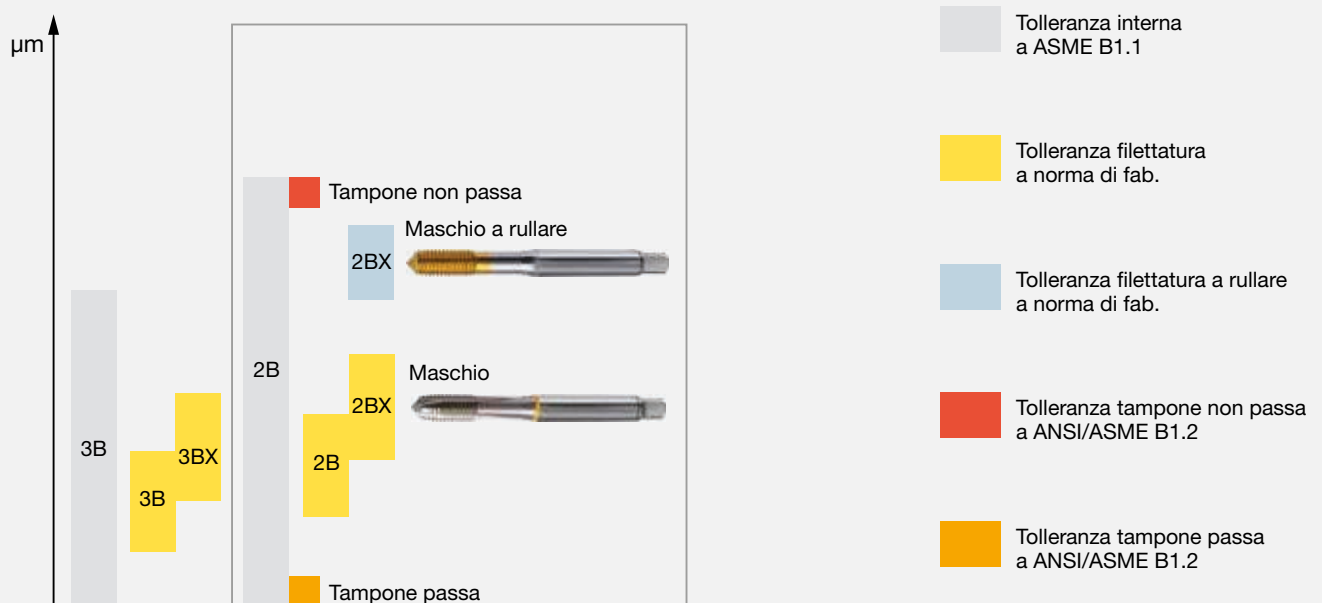 µm
Tampone non passa
Maschio a rullare
2BX
2B
Maschio
2BX
3B
3BX
2B
3B
Tampone passa
Tolleranza interna
a ASME B1.1
Tolleranza filettatura
a norma di fab.
Tolleranza filettatura a rullare
a norma di fab.
Tolleranza tampone non passa
a ANSI/ASME B1.2
Tolleranza tampone passa
a ANSI/ASME B1.2